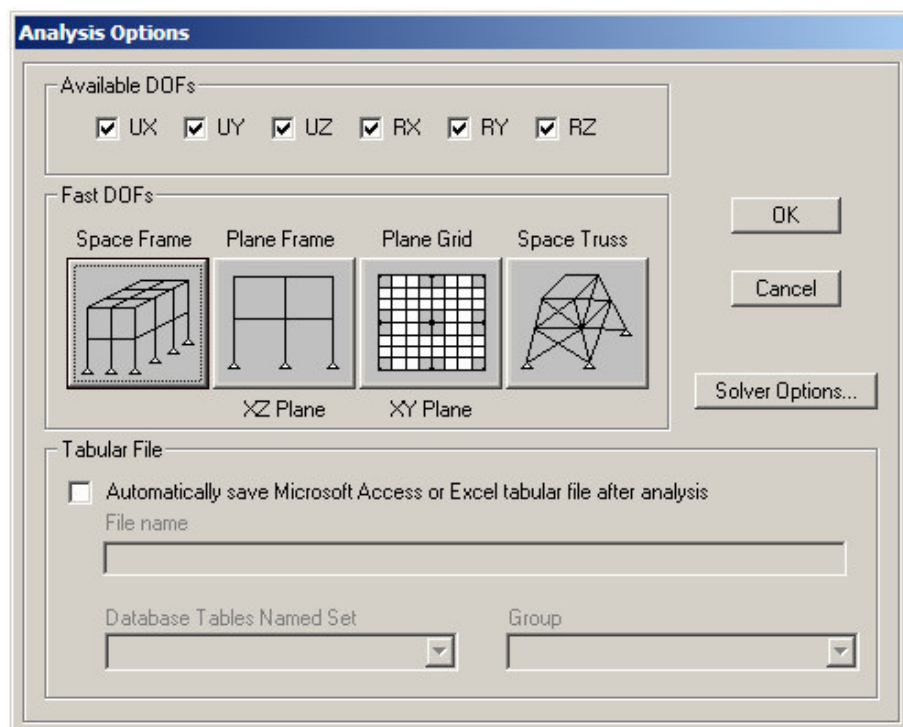 Analysis Options
Available DOFs
UX UY UZ RX RY RZ
Fast DOFs
Space Frame Plane Frame Plane Grid Space Truss
XZ Plane XY Plane
OK
Cancel
Solver Options...
Tabular File
Automatically save Microsoft Access or Excel tabular file after analysis
File name
Database Tables Named Set Group